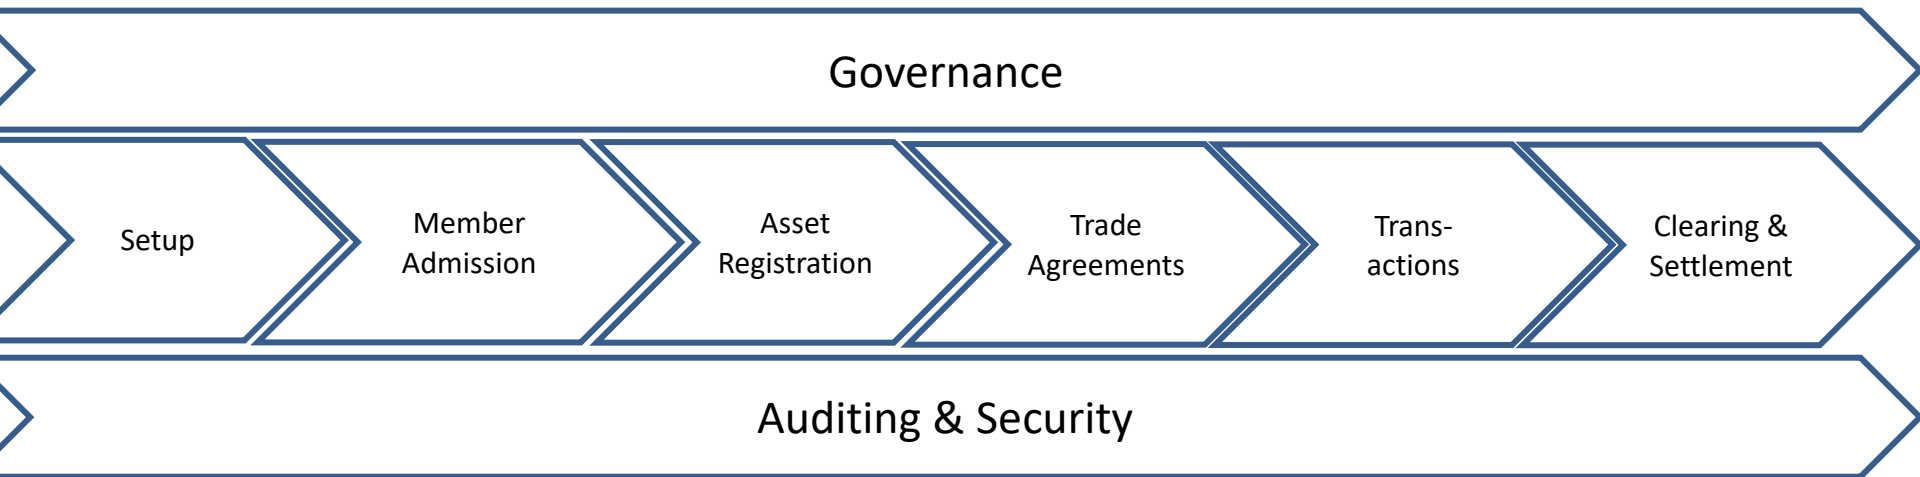 Governance
Setup
Member
Admission
Asset
Registration
Trade
Agreements
Trans-
actions
Clearing &
Settlement
Auditing & Security